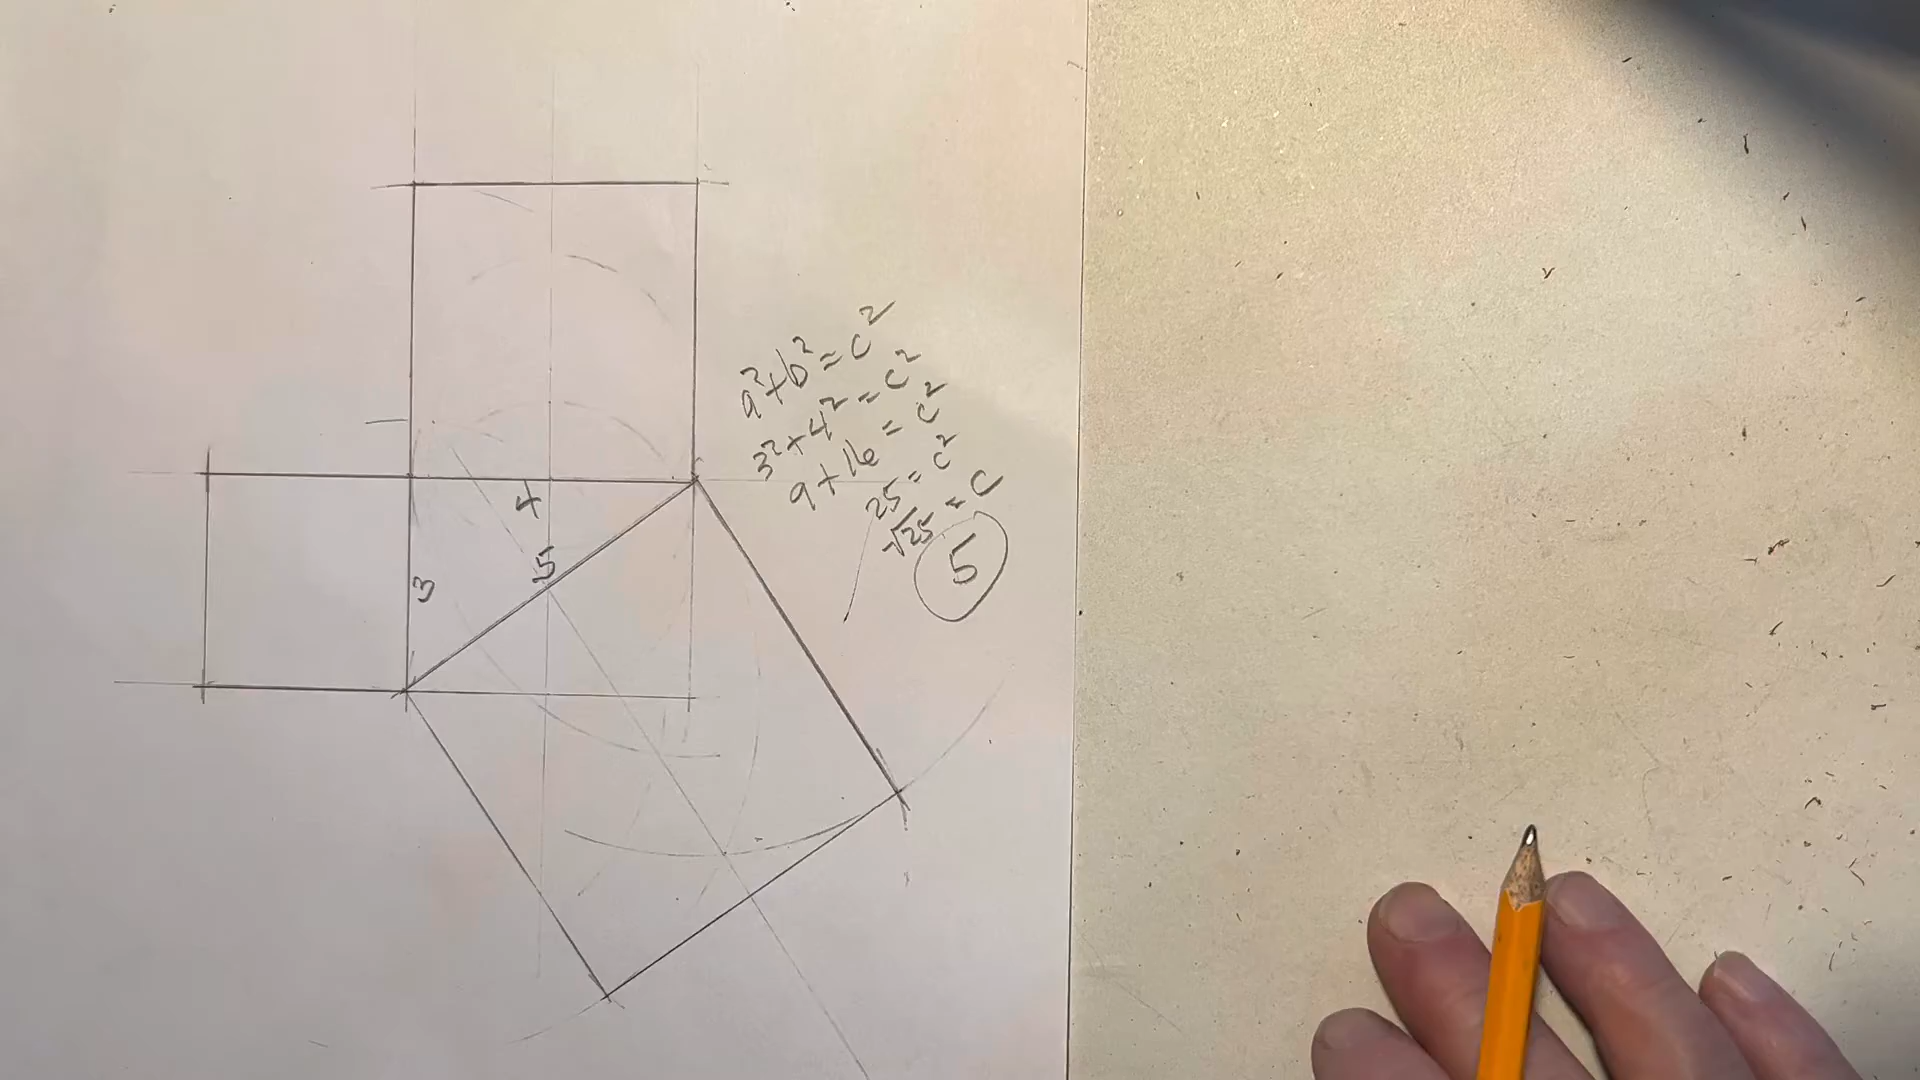 a²+b²=c²
3²+4²=c²
9+16=c²
25=c²
√25=c
5
4
5
3